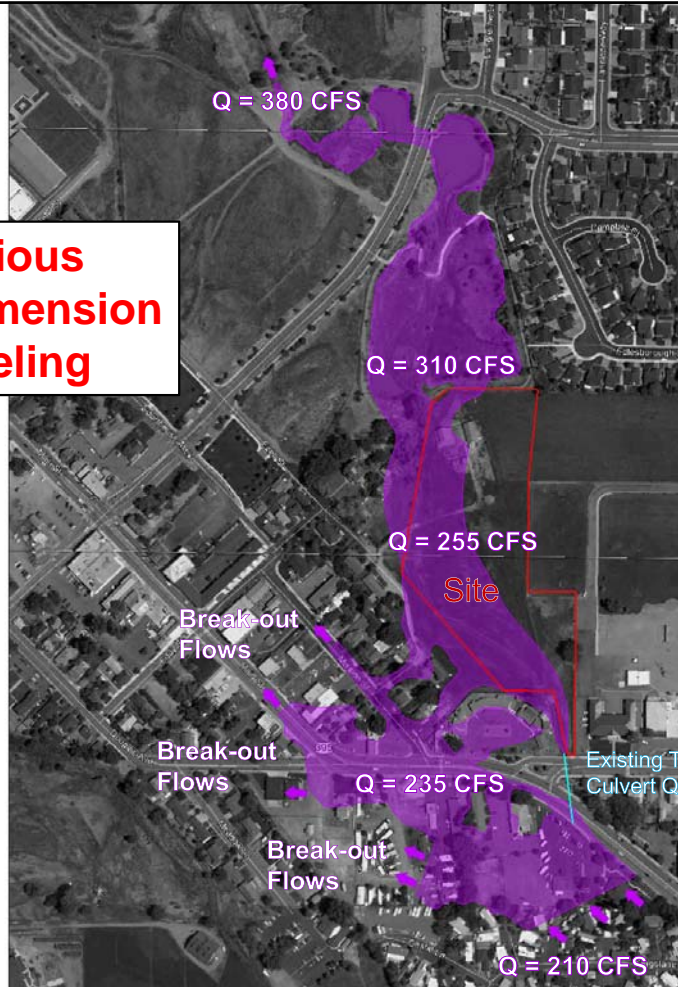 Q = 380 CFS
ious
mension
eling
Q = 310 CFS
Q = 255 CFS
Site
Break-out
Flows
395
Break-out
Flows
Q = 235 CFS
Existing T
Culvert Q
Break-out
Flows
Q = 210 CFS